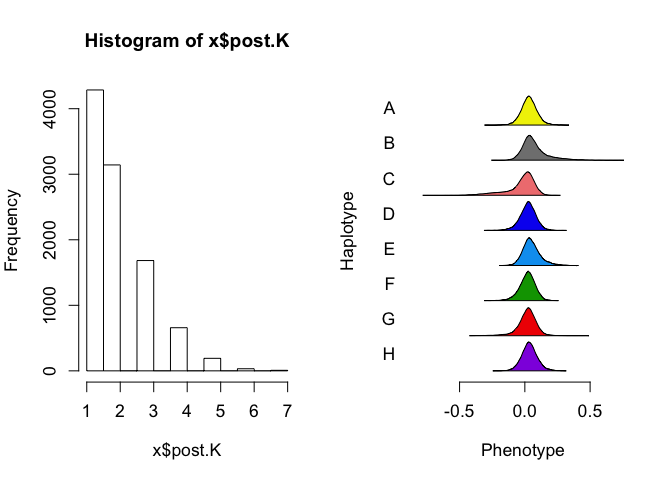 Histogram of x$post.K
Frequency
0 1000 2000 3000 4000
1 2 3 4 5 6 7
x$post.K
Haplotype
A
B
C
D
E
F
G
H
-0.5 0.0 0.5
Phenotype